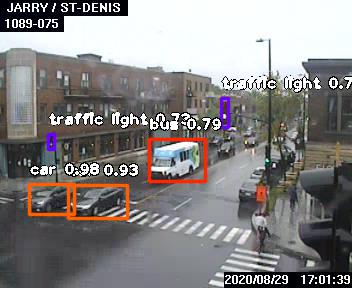 JARRY / ST-DENIS
1089-075
traffic light 0.7
traffic light 0.73
bus 0.79
car 0.98 0.93
2020/08/29 17:01:39